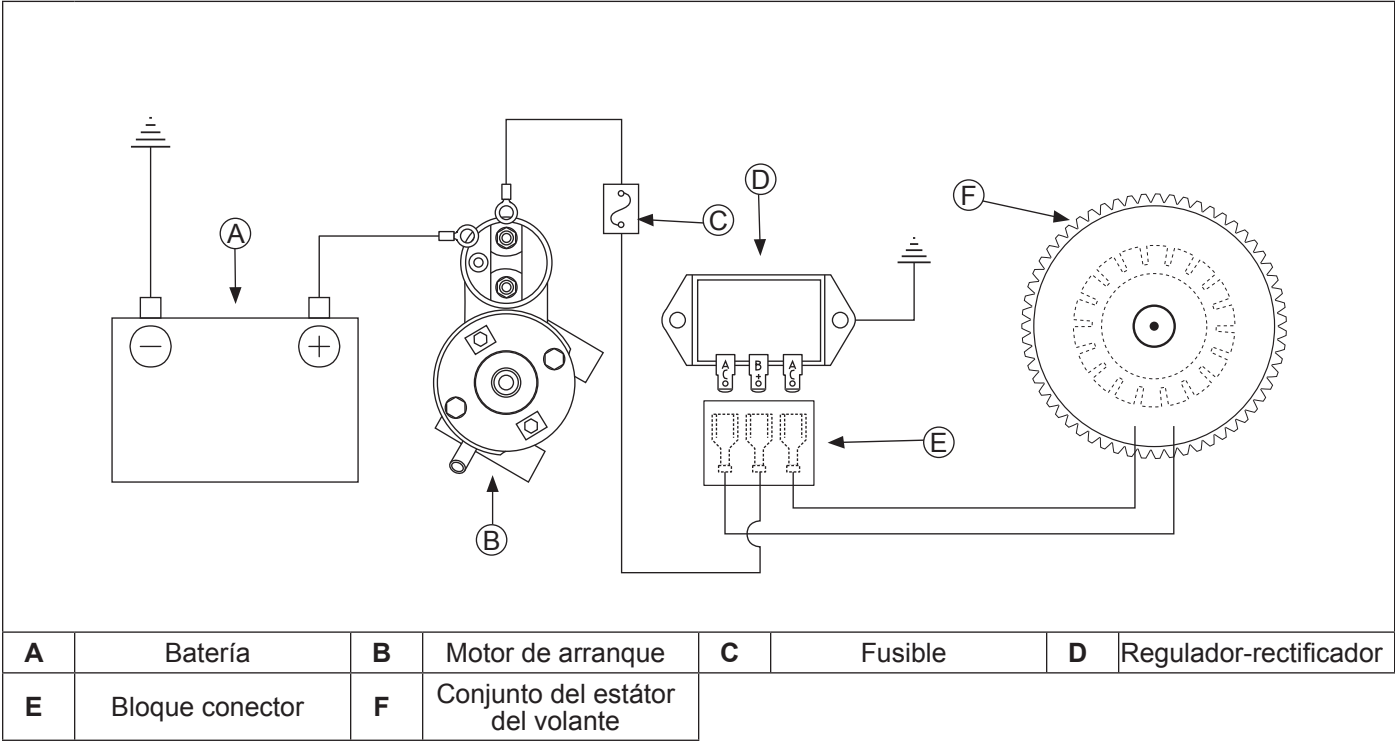 A
B
C
D
E
F
−
+
AC
B+
AC
A Batería B Motor de arranque C Fusible D Regulador-rectificador
E Bloque conector F Conjunto del estátor
del volante